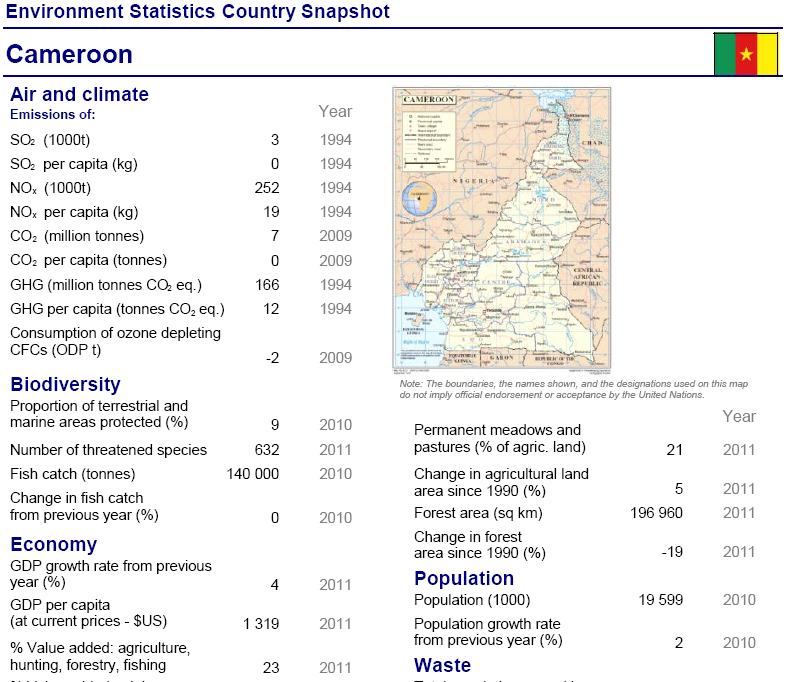 Environment Statistics Country Snapshot
Cameroon
Air and climate
Emissions of: Year
SO₂ (1000t) 3 1994
SO₂ per capita (kg) 0 1994
NOₓ (1000t) 252 1994
NOₓ per capita (kg) 19 1994
CO₂ (million tonnes) 7 2009
CO₂ per capita (tonnes) 0 2009
GHG (million tonnes CO₂ eq.) 166 1994
GHG per capita (tonnes CO₂ eq.) 12 1994
Consumption of ozone depleting
CFCs (ODP t) -2 2009
Biodiversity
Proportion of terrestrial and
marine areas protected (%) 9 2010
Number of threatened species 632 2011
Fish catch (tonnes) 140 000 2010
Change in fish catch
from previous year (%) 0 2010
Economy
GDP growth rate from previous
year (%) 4 2011
GDP per capita
(at current prices - $US) 1 319 2011
% Value added: agriculture,
hunting, forestry, fishing 23 2011
CAMEROON
CHAD
NIGERIA
CENTRAL
AFRICAN
REPUBLIC
CENTRE
GABON
Note: The boundaries, the names shown, and the designations used on this map
do not imply official endorsement or acceptance by the United Nations.
Year
Permanent meadows and
pastures (% of agric. land) 21 2011
Change in agricultural land
area since 1990 (%) 5 2011
Forest area (sq km) 196 960 2011
Change in forest
area since 1990 (%) -19 2011
Population
Population (1000) 19 599 2010
Population growth rate
from previous year (%) 2 2010
Waste